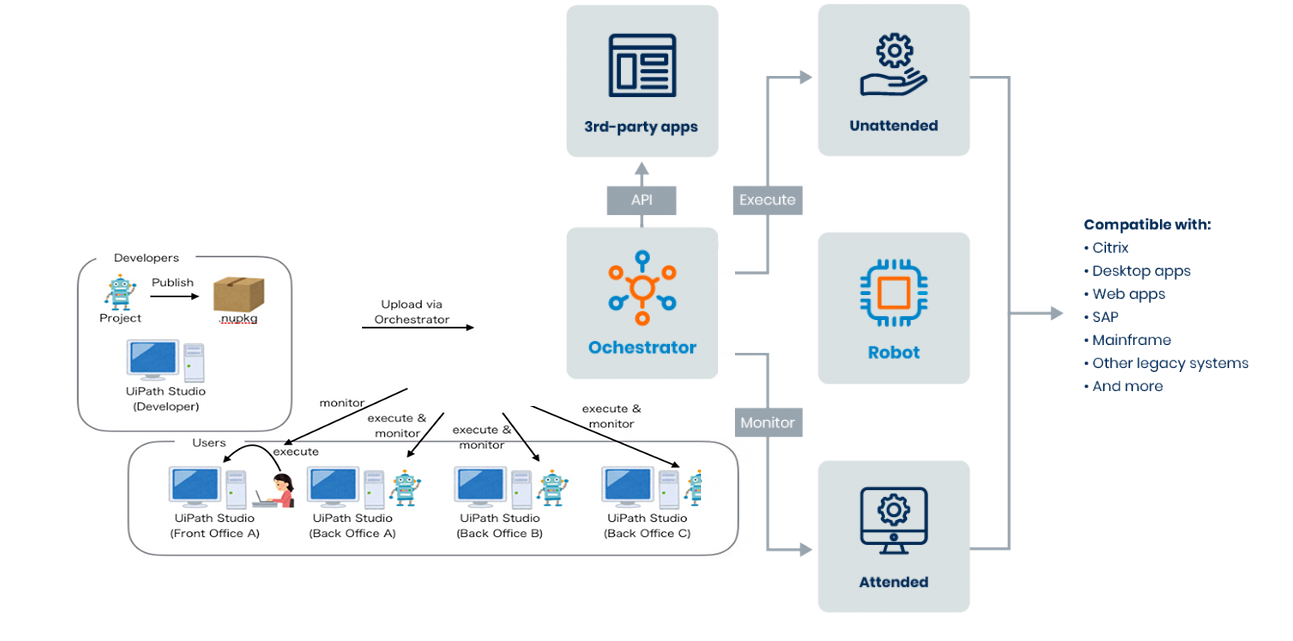 3rd-party apps
Unattended
API
Execute
Compatible with:
• Citrix
• Desktop apps
• Web apps
• SAP
• Mainframe
• Other legacy systems
• And more
Developers
Publish
Project
.nupkg
UiPath Studio
(Developer)
Upload via
Orchestrator
Ochestrator
Robot
monitor
execute &
monitor
execute &
monitor
execute &
monitor
Monitor
Users
execute
UiPath Studio
(Front Office A)
UiPath Studio
(Back Office A)
UiPath Studio
(Back Office B)
UiPath Studio
(Back Office C)
Attended